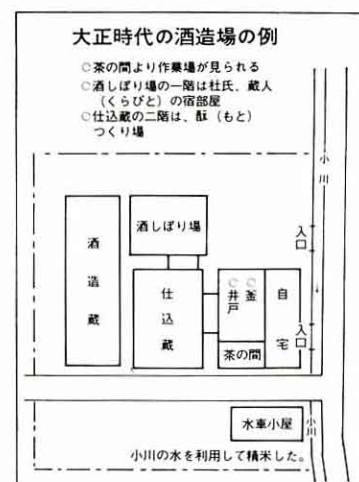 大正時代の酒造場の例
○茶の間より作業場が見られる
○酒しぼり場の一階は杜氏、蔵人
(くらびと)の宿部屋
○仕込蔵の二階は、酛(もと)
つくり場
小川
入口
酒しぼり場
酒造蔵
仕込蔵
井戸
釜
自宅
茶の間
入口
水車小屋
小川
小川の水を利用して精米した。